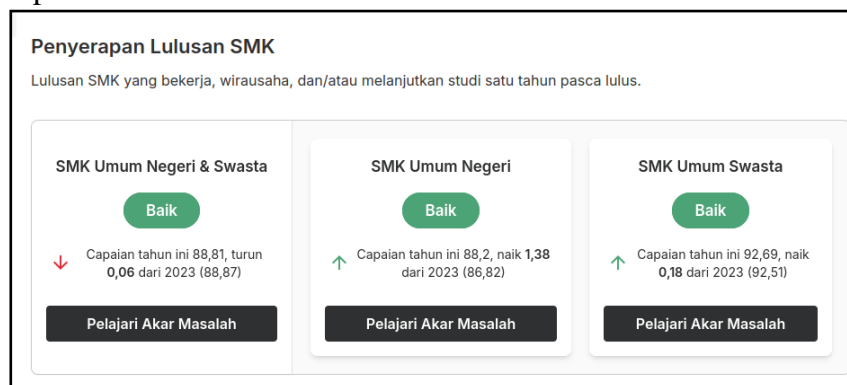 Penyerapan Lulusan SMK
Lulusan SMK yang bekerja, wirausaha, dan/atau melanjutkan studi satu tahun pasca lulus.
SMK Umum Negeri & Swasta
Baik
Capaian tahun ini 88,81, turun
0,06 dari 2023 (88,87)
Pelajari Akar Masalah
SMK Umum Negeri
Baik
Capaian tahun ini 88,2, naik 1,38
dari 2023 (86,82)
Pelajari Akar Masalah
SMK Umum Swasta
Baik
Capaian tahun ini 92,69, naik
0,18 dari 2023 (92,51)
Pelajari Akar Masalah